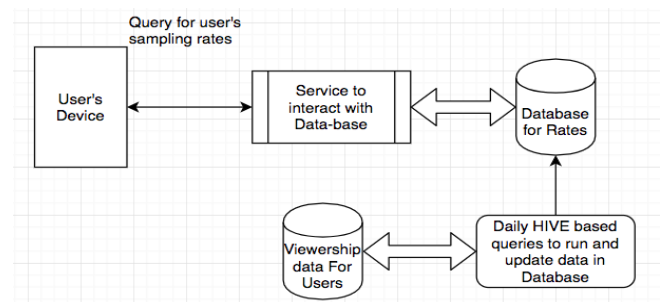 Query for user's
sampling rates
User's
Device
Service to
interact with
Data-base
Database
for Rates
Viewership
data For
Users
Daily HIVE based
queries to run and
update data in
Database